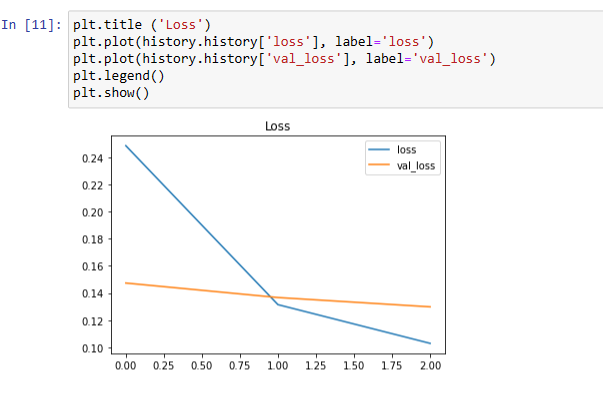 In [11]: plt.title ('Loss')
plt.plot(history.history['loss'], label='loss')
plt.plot(history.history['val_loss'], label='val_loss')
plt.legend()
plt.show()
Loss
loss
val_loss
0.24
0.22
0.20
0.18
0.16
0.14
0.12
0.10
0.00 0.25 0.50 0.75 1.00 1.25 1.50 1.75 2.00